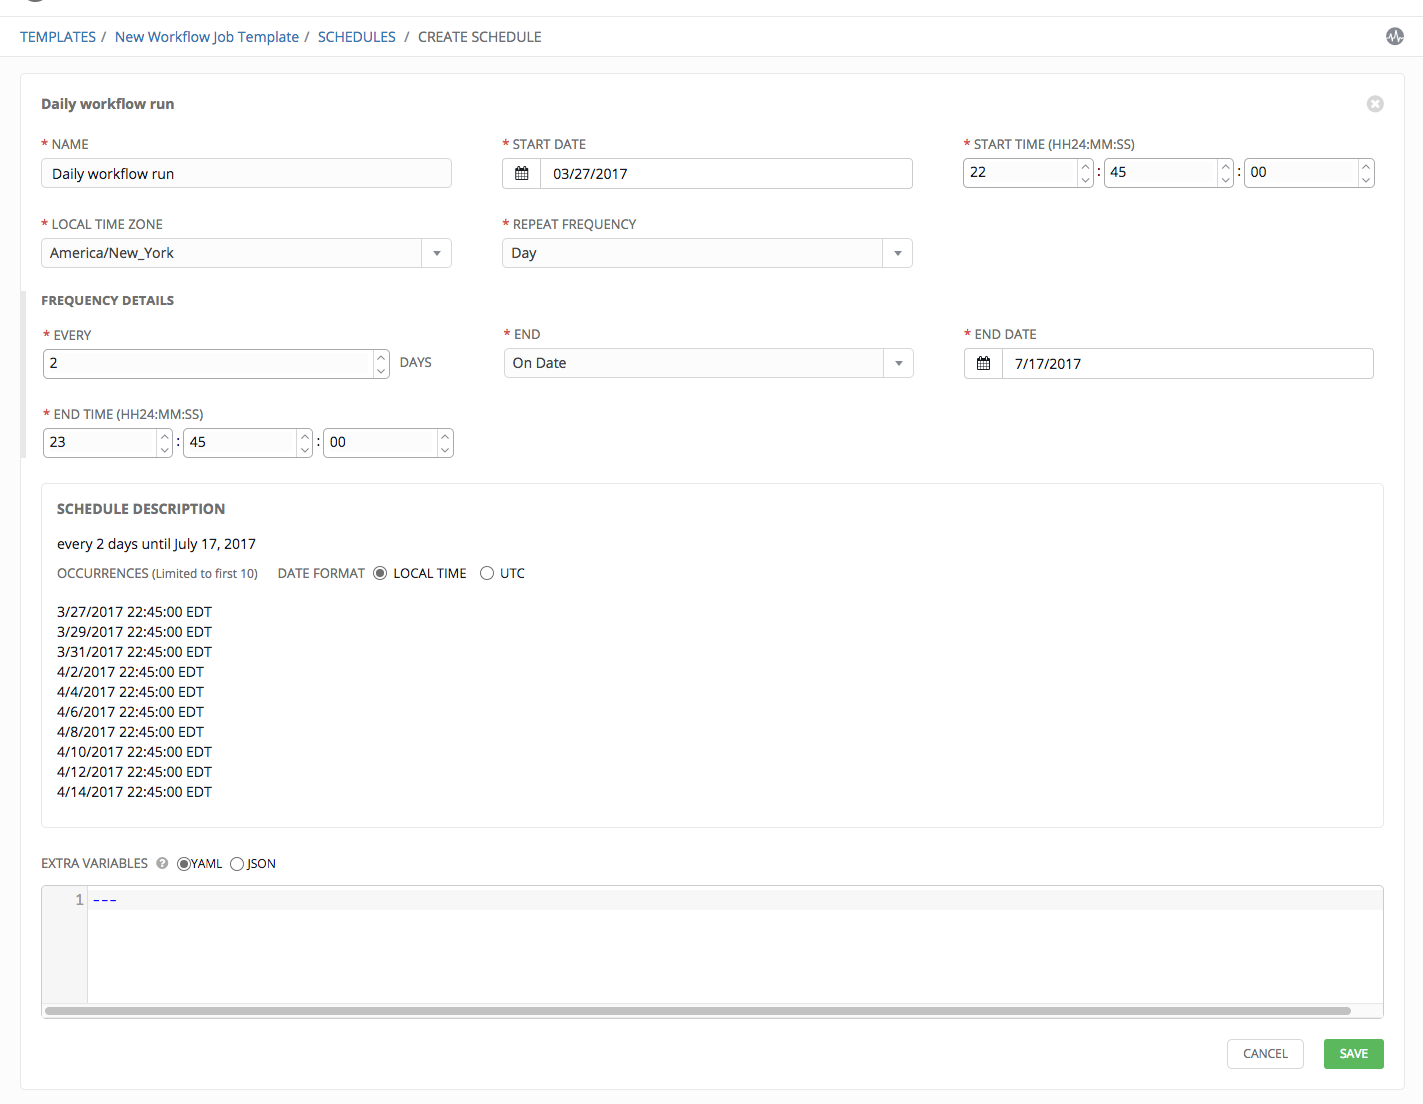 TEMPLATES / New Workflow Job Template / SCHEDULES / CREATE SCHEDULE
Daily workflow run
* NAME
* START DATE
* START TIME (HH24:MM:SS)
Daily workflow run
03/27/2017
22 : 45 : 00
* LOCAL TIME ZONE
* REPEAT FREQUENCY
America/New_York
Day
FREQUENCY DETAILS
* EVERY
* END
* END DATE
2 DAYS
On Date
7/17/2017
* END TIME (HH24:MM:SS)
23 : 45 : 00
SCHEDULE DESCRIPTION
every 2 days until July 17, 2017
OCCURRENCES (Limited to first 10) DATE FORMAT LOCAL TIME UTC
3/27/2017 22:45:00 EDT
3/29/2017 22:45:00 EDT
3/31/2017 22:45:00 EDT
4/2/2017 22:45:00 EDT
4/4/2017 22:45:00 EDT
4/6/2017 22:45:00 EDT
4/8/2017 22:45:00 EDT
4/10/2017 22:45:00 EDT
4/12/2017 22:45:00 EDT
4/14/2017 22:45:00 EDT
EXTRA VARIABLES ? YAML JSON
1 ---
CANCEL
SAVE